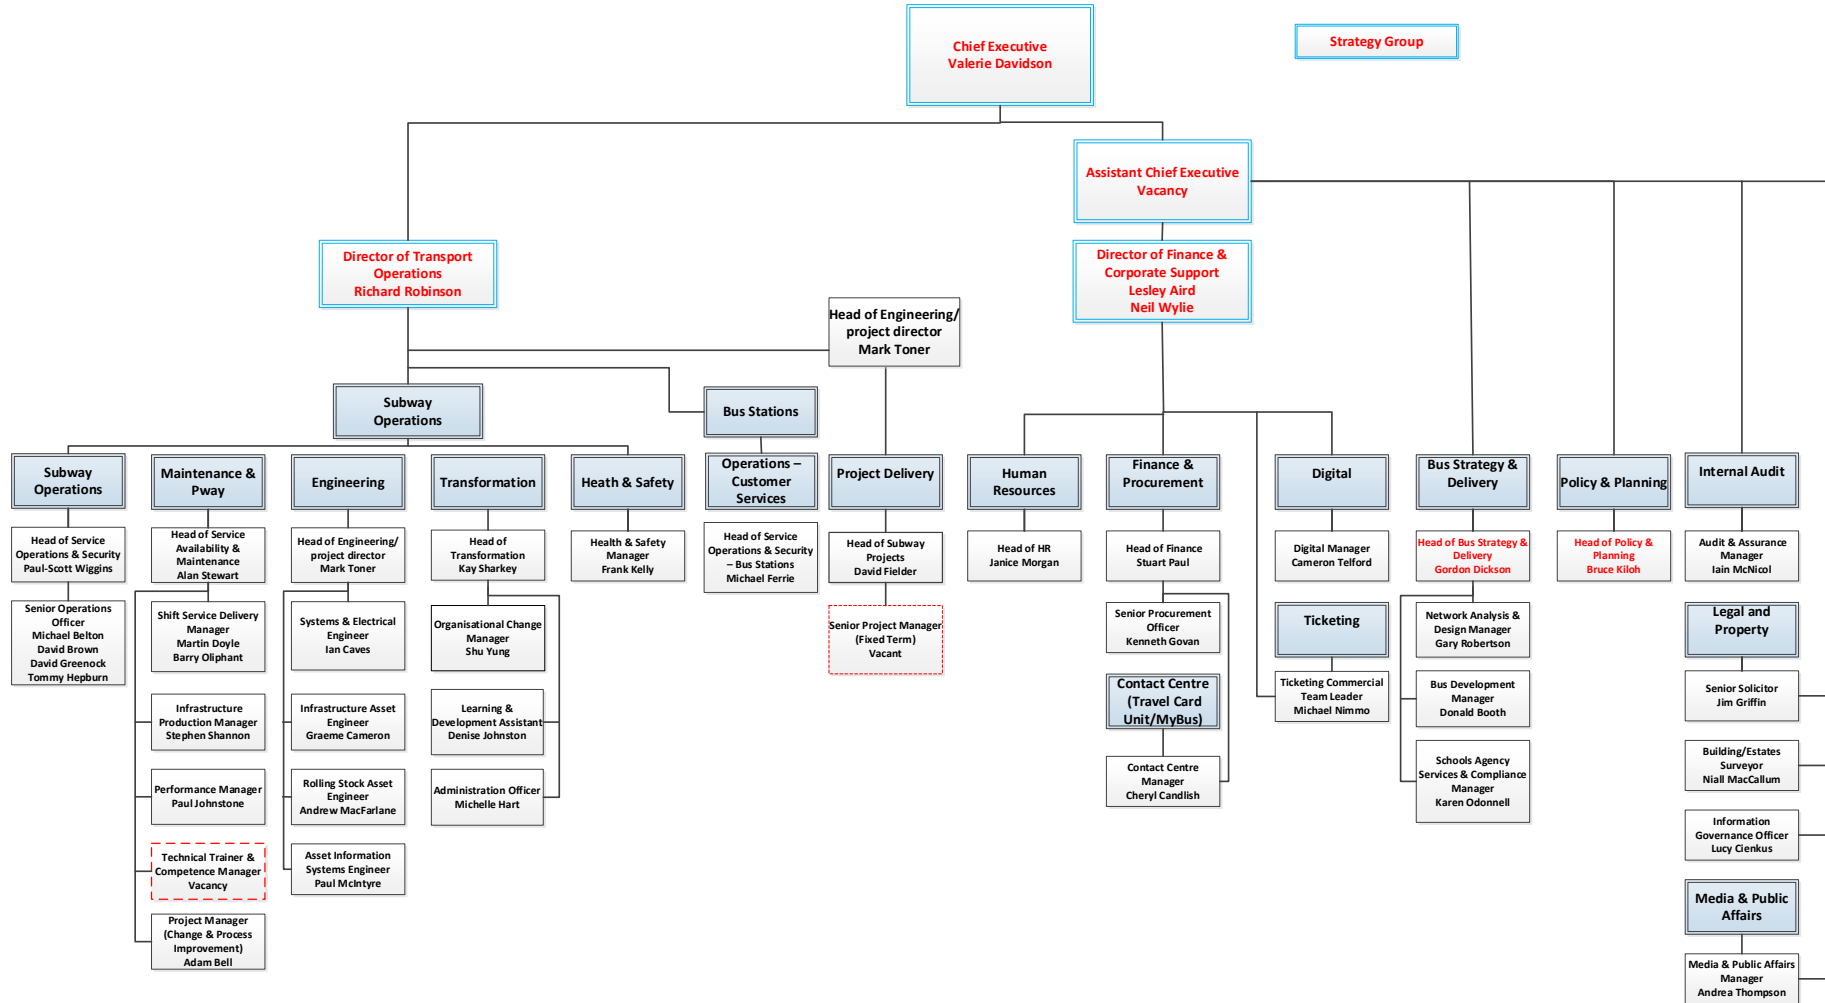 Chief Executive
Valerie Davidson
Strategy Group
Assistant Chief Executive
Vacancy
Director of Transport
Operations
Richard Robinson
Director of Finance &
Corporate Support
Lesley Aird
Neil Wylie
Head of Engineering/
project director
Mark Toner
Subway
Operations
Bus Stations
Subway
Operations
Maintenance &
Pway
Engineering
Transformation
Heath & Safety
Operations –
Customer
Services
Project Delivery
Human
Resources
Finance &
Procurement
Digital
Bus Strategy &
Delivery
Policy & Planning
Internal Audit
Head of Service
Operations & Security
Paul-Scott Wiggins
Head of Service
Availability &
Maintenance
Alan Stewart
Head of Engineering/
project director
Mark Toner
Head of
Transformation
Kay Sharkey
Health & Safety
Manager
Frank Kelly
Head of Service
Operations & Security
– Bus Stations
Michael Ferrie
Head of Subway
Projects
David Fielder
Head of HR
Janice Morgan
Head of Finance
Stuart Paul
Digital Manager
Cameron Telford
Head of Bus Strategy &
Delivery
Gordon Dickson
Head of Policy &
Planning
Bruce Kiloh
Audit & Assurance
Manager
Iain McNicol
Senior Operations
Officer
Michael Belton
David Brown
David Greenock
Tommy Hepburn
Shift Service Delivery
Manager
Martin Doyle
Barry Oliphant
Systems & Electrical
Engineer
Ian Caves
Organisational Change
Manager
Shu Yung
Senior Project Manager
(Fixed Term)
Vacant
Senior Procurement
Officer
Kenneth Govan
Ticketing
Network Analysis &
Design Manager
Gary Robertson
Legal and
Property
Infrastructure
Production Manager
Stephen Shannon
Infrastructure Asset
Engineer
Graeme Cameron
Learning &
Development Assistant
Denise Johnston
Contact Centre
(Travel Card
Unit/MyBus)
Ticketing Commercial
Team Leader
Michael Nimmo
Bus Development
Manager
Donald Booth
Senior Solicitor
Jim Griffin
Performance Manager
Paul Johnstone
Rolling Stock Asset
Engineer
Andrew MacFarlane
Administration Officer
Michelle Hart
Contact Centre
Manager
Cheryl Candlish
Schools Agency
Services & Compliance
Manager
Karen Odonnell
Building/Estates
Surveyor
Niall MacCallum
Technical Trainer &
Competence Manager
Vacancy
Asset Information
Systems Engineer
Paul McIntyre
Information
Governance Officer
Lucy Cienkus
Project Manager
(Change & Process
Improvement)
Adam Bell
Media & Public
Affairs
Media & Public Affairs
Manager
Andrea Thompson